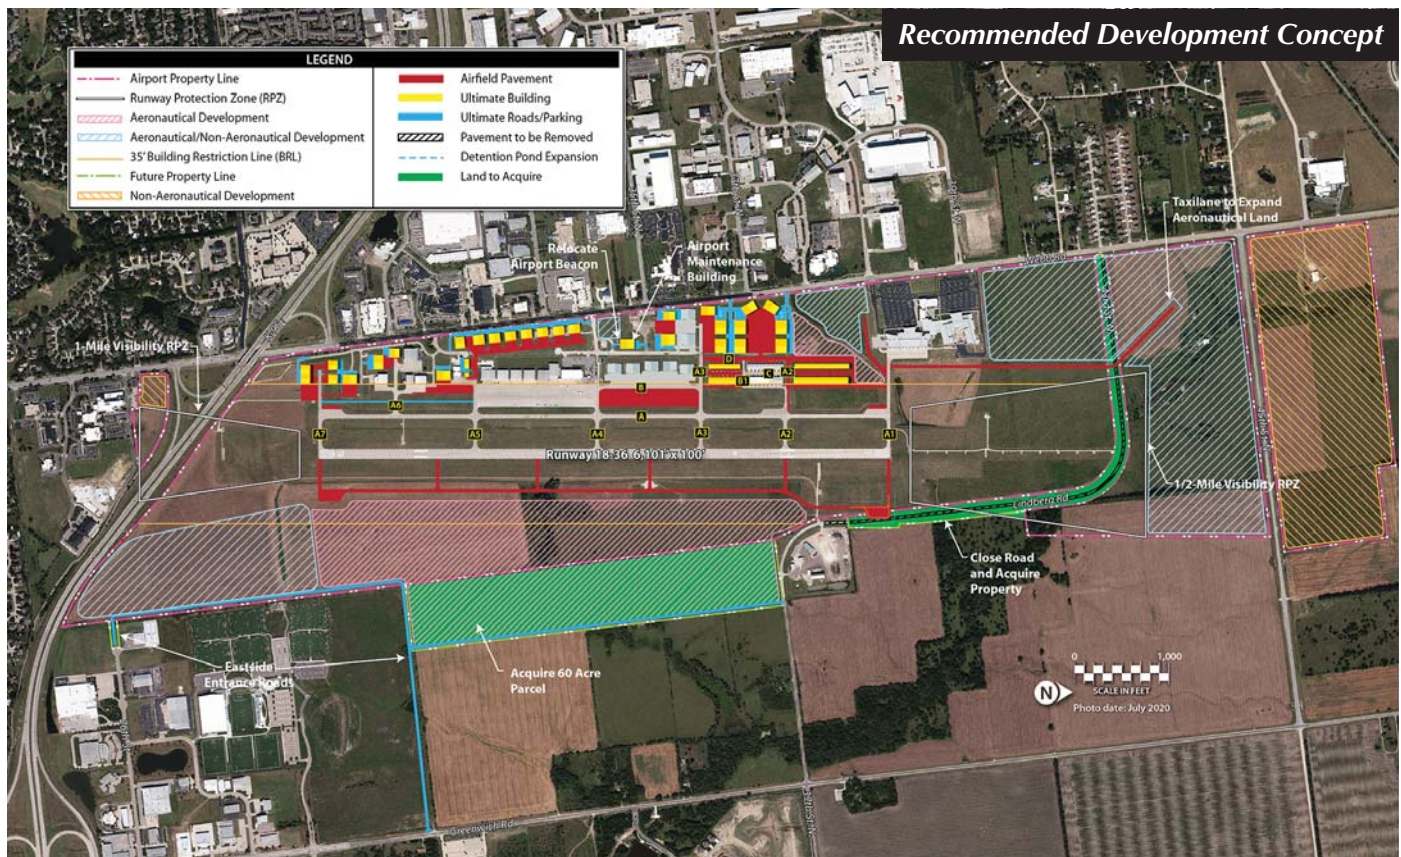 Recommended Development Concept
LEGEND
Airport Property Line
Runway Protection Zone (RPZ)
Aeronautical Development
Aeronautical/Non-Aeronautical Development
35' Building Restriction Line (BRL)
Future Property Line
Non-Aeronautical Development
Airfield Pavement
Ultimate Building
Ultimate Roads/Parking
Pavement to be Removed
Detention Pond Expansion
Land to Acquire
Taxilane to Expand
Aeronautical Land
Relocate
Airport Beacon
Airport
Maintenance
Building
Webb Rd
1-Mile Visibility RPZ
D
A3
B1
C
A2
B
A6
A
A7
A5
A4
A3
A2
A1
Runway 18-36 6,101' x 100'
1/2-Mile Visibility RPZ
Lindberg Rd
Close Road
and Acquire
Property
Eastside
Entrance Roads
Acquire 60 Acre
Parcel
0
1,000
N
SCALE IN FEET
Photo date: July 2020
Greenwich Rd